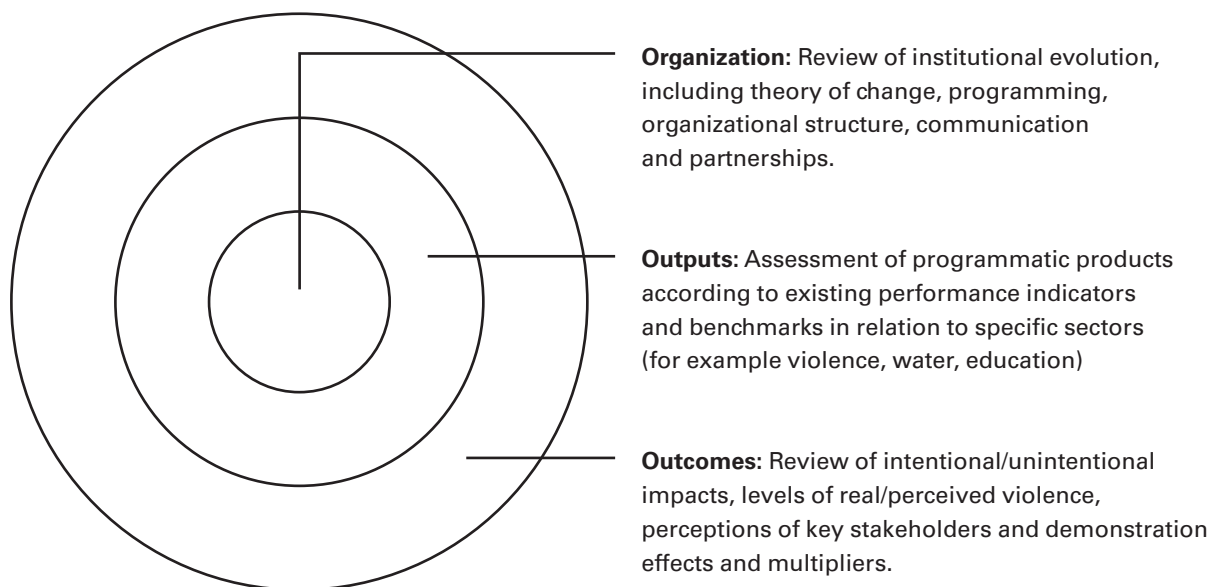 Organization: Review of institutional evolution,
including theory of change, programming,
organizational structure, communication
and partnerships.
Outputs: Assessment of programmatic products
according to existing performance indicators
and benchmarks in relation to specific sectors
(for example violence, water, education)
Outcomes: Review of intentional/unintentional
impacts, levels of real/perceived violence,
perceptions of key stakeholders and demonstration
effects and multipliers.